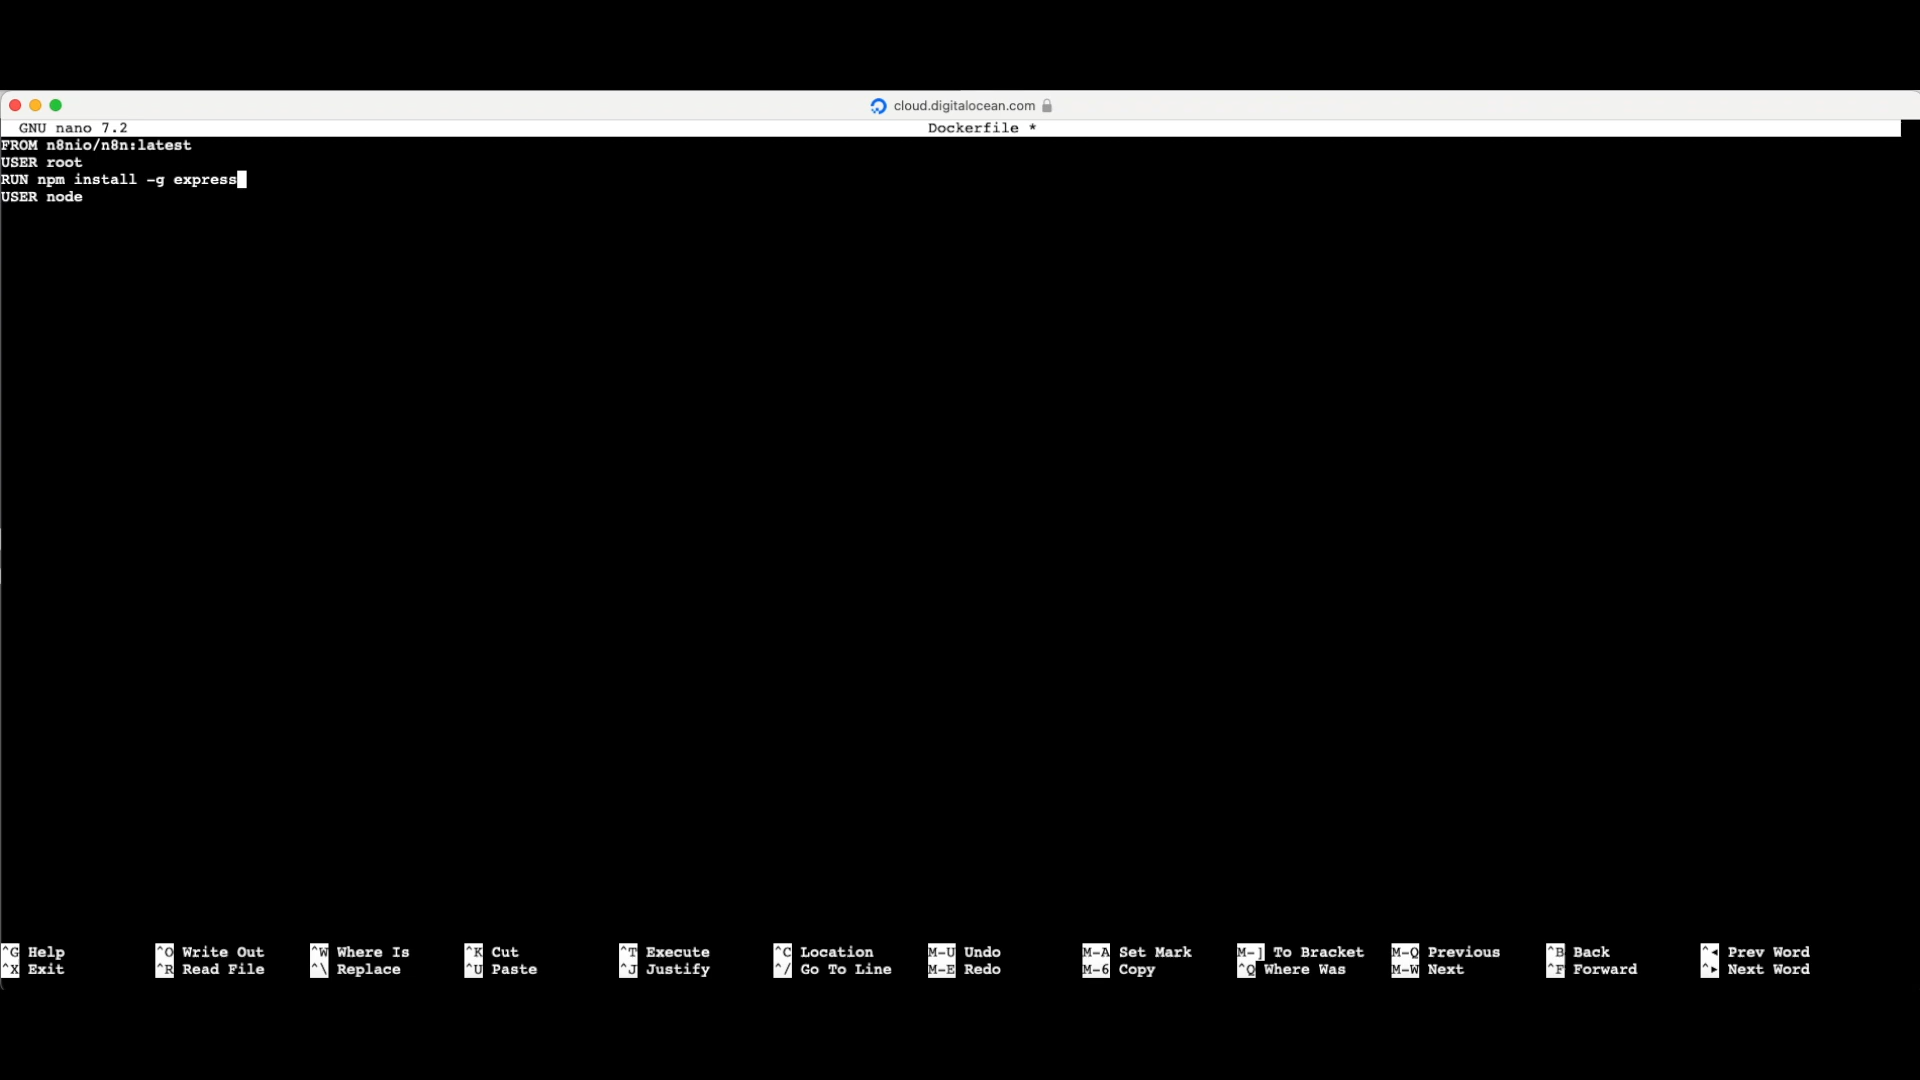 cloud.digitalocean.com
GNU nano 7.2 Dockerfile *
FROM n8nio/n8n:latest
USER root
RUN npm install -g express
USER node
^G Help ^O Write Out ^W Where Is ^K Cut ^T Execute ^C Location M-U Undo M-A Set Mark M-] To Bracket M-Q Previous ^B Back ^◂ Prev Word
^X Exit ^R Read File ^\ Replace ^U Paste ^J Justify ^/ Go To Line M-E Redo M-6 Copy ^Q Where Was M-W Next ^F Forward ^▸ Next Word